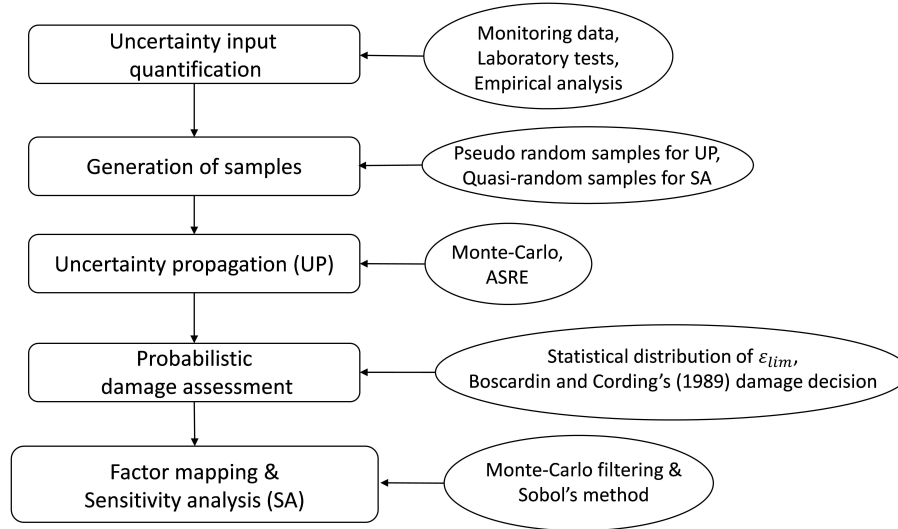 Uncertainty input
quantification
Monitoring data,
Laboratory tests,
Empirical analysis
Generation of samples
Pseudo random samples for UP,
Quasi-random samples for SA
Uncertainty propagation (UP)
Monte-Carlo,
ASRE
Probabilistic
damage assessment
Statistical distribution of ε_lim,
Boscardin and Cording’s (1989) damage decision
Factor mapping &
Sensitivity analysis (SA)
Monte-Carlo filtering &
Sobol’s method